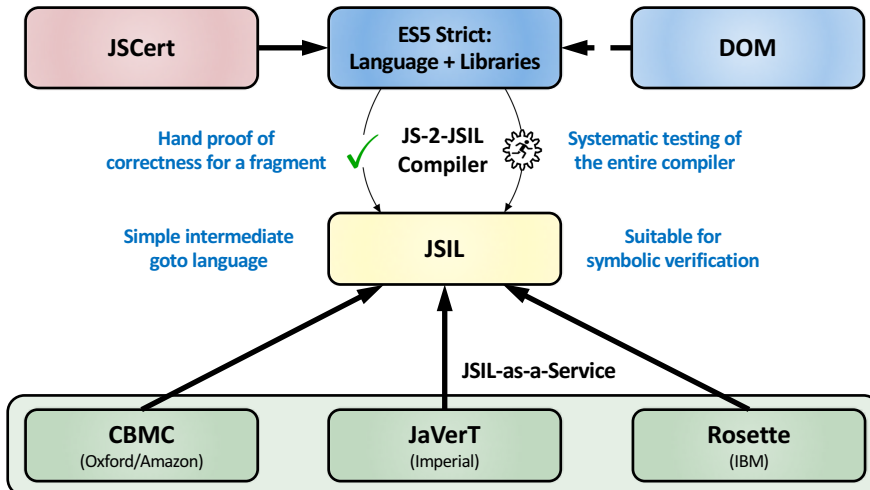 JSCert
ES5 Strict:
Language + Libraries
DOM
Hand proof of
correctness for a fragment
JS-2-JSIL
Compiler
Systematic testing of
the entire compiler
Simple intermediate
goto language
JSIL
Suitable for
symbolic verification
JSIL-as-a-Service
CBMC
(Oxford/Amazon)
JaVerT
(Imperial)
Rosette
(IBM)